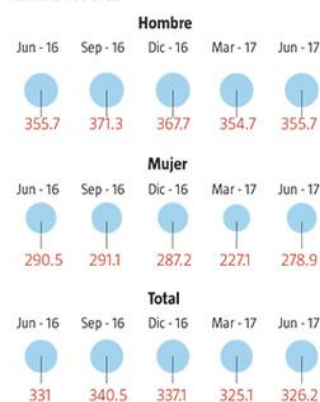 Hombre
Jun - 16 Sep - 16 Dic - 16 Mar - 17 Jun - 17
355.7 371.3 367.7 354.7 355.7
Mujer
Jun - 16 Sep - 16 Dic - 16 Mar - 17 Jun - 17
290.5 291.1 287.2 227.1 278.9
Total
Jun - 16 Sep - 16 Dic - 16 Mar - 17 Jun - 17
331 340.5 337.1 325.1 326.2